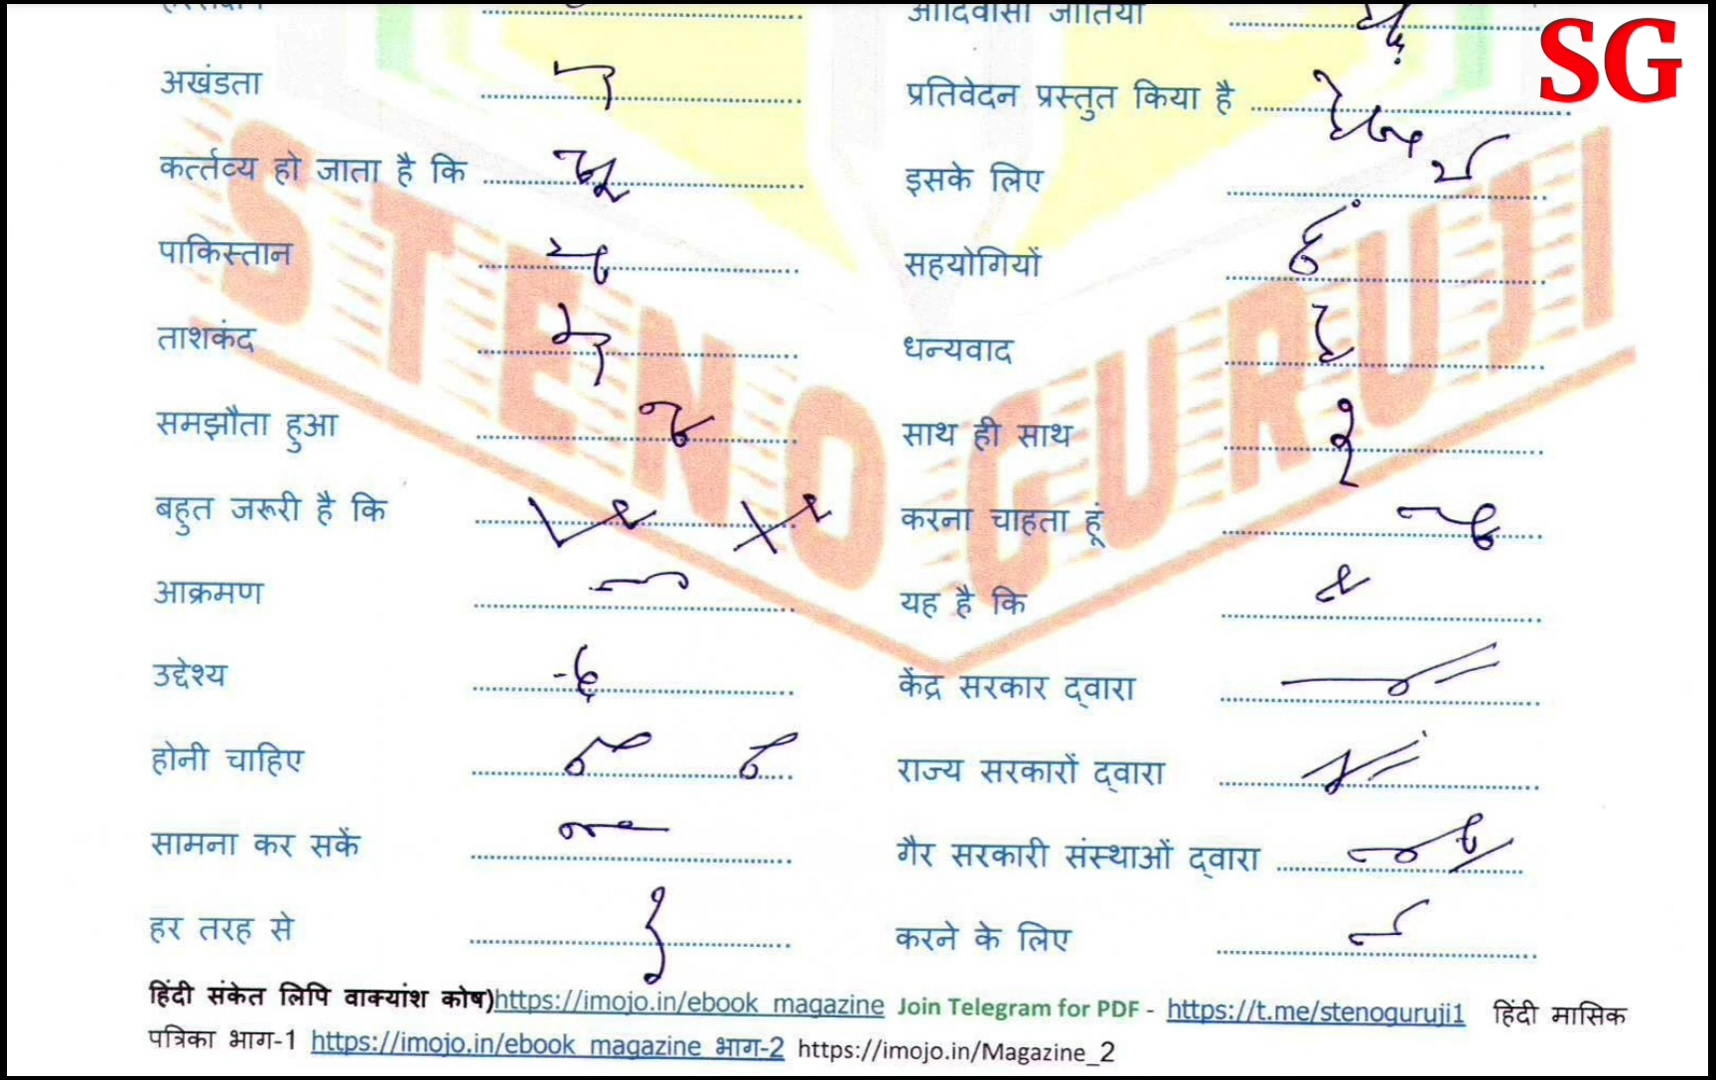 आदिवासी जातियां
SG
अखंडता
प्रतिवेदन प्रस्तुत किया है
कर्त्तव्य हो जाता है कि
इसके लिए
पाकिस्तान
सहयोगियों
ताशकंद
धन्यवाद
समझौता हुआ
साथ ही साथ
बहुत जरूरी है कि
करना चाहता हूं
आक्रमण
यह है कि
उद्देश्य
केंद्र सरकार द्वारा
होनी चाहिए
राज्य सरकारों द्वारा
सामना कर सकें
गैर सरकारी संस्थाओं द्वारा
हर तरह से
करने के लिए
STENO GURUJI
हिंदी संकेत लिपि वाक्यांश कोष)https://imojo.in/ebook_magazine Join Telegram for PDF - https://t.me/stenoguruji1 हिंदी मासिक
पत्रिका भाग-1 https://imojo.in/ebook_magazine भाग-2 https://imojo.in/Magazine_2